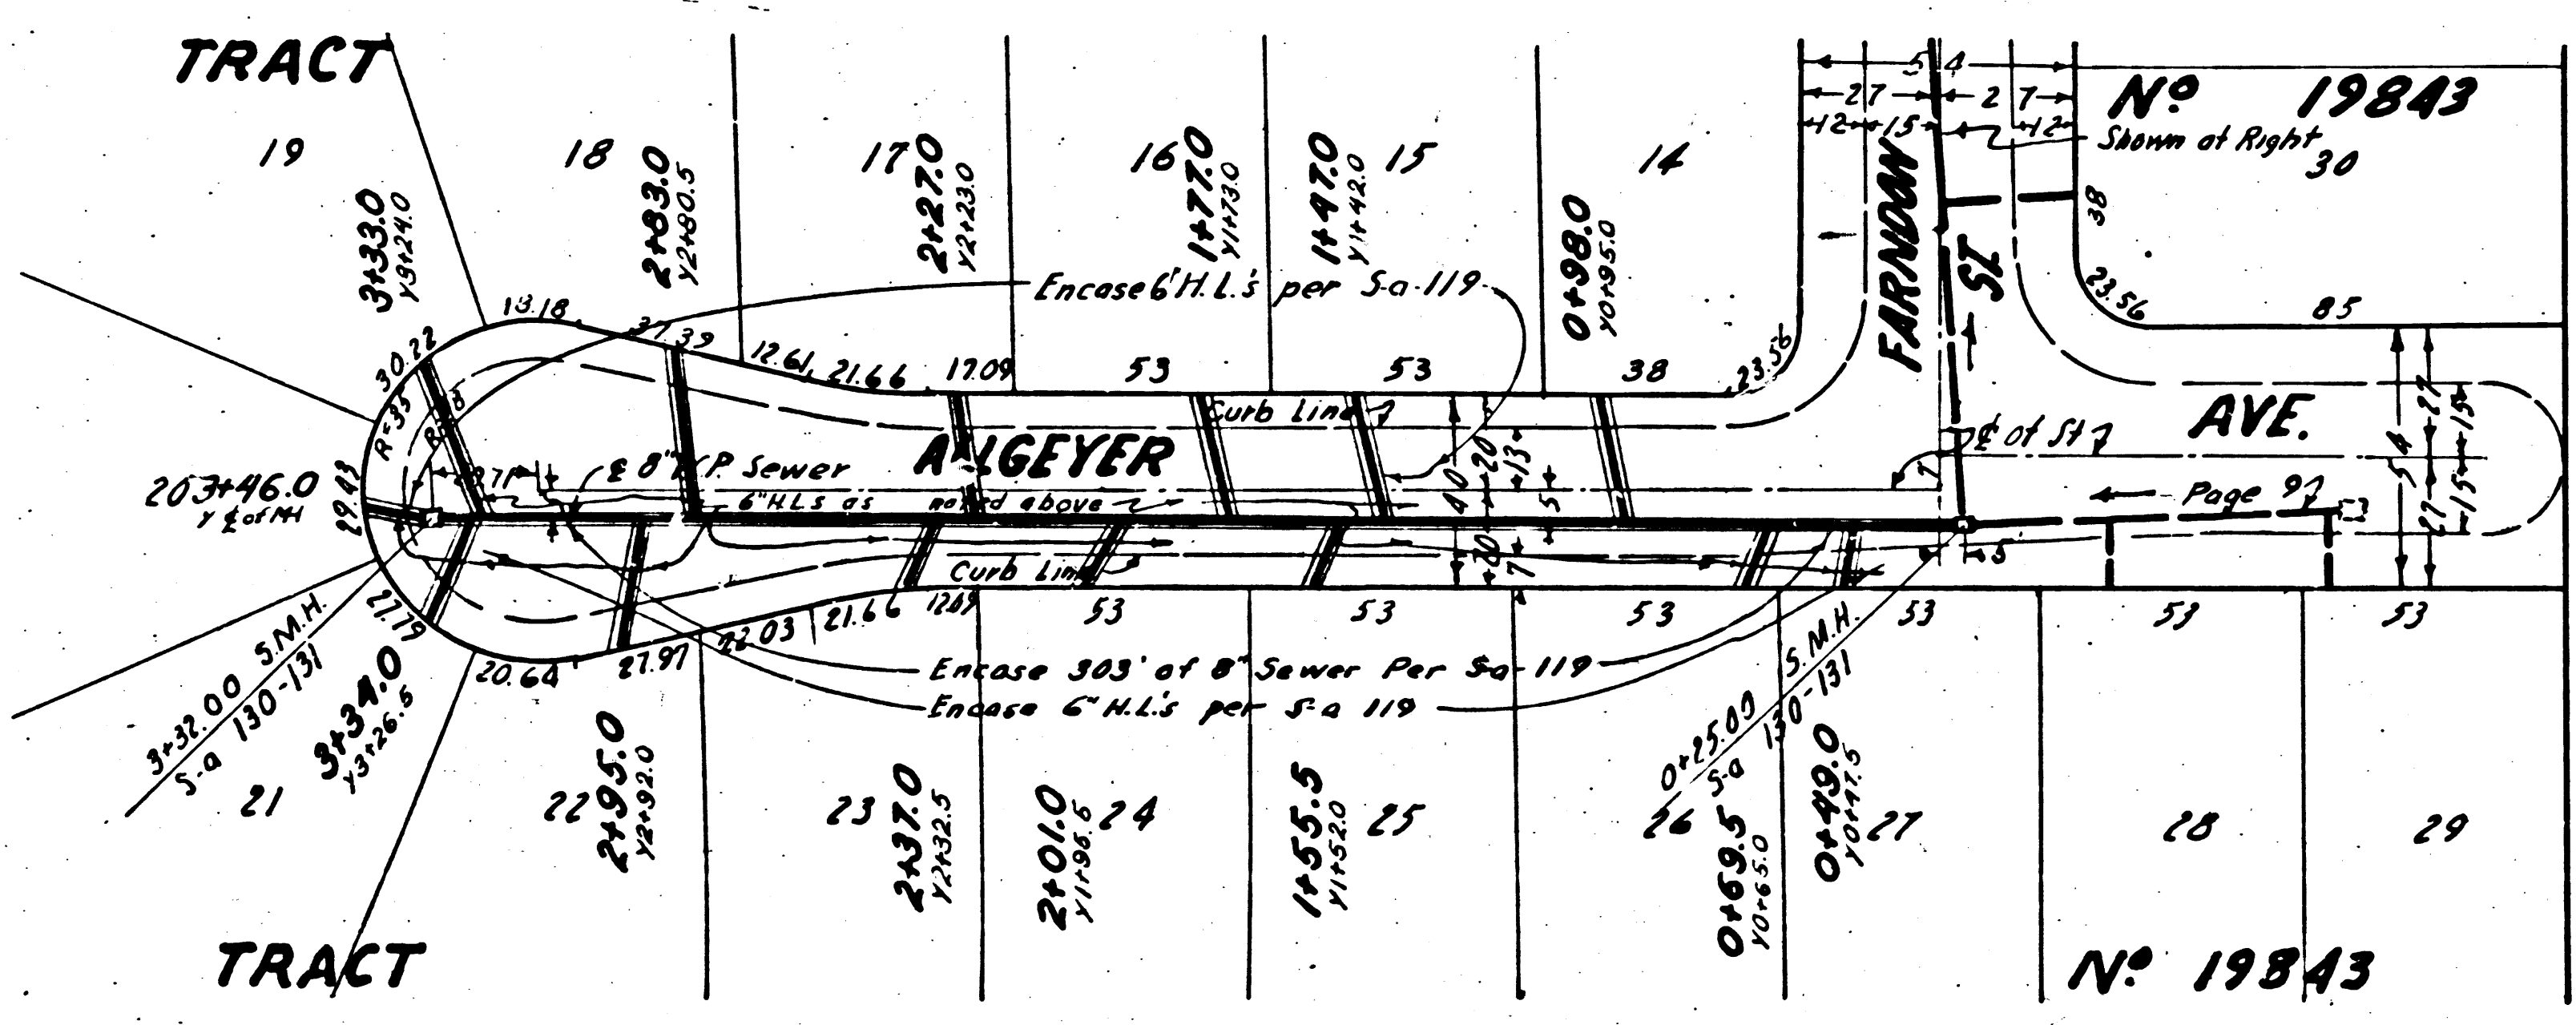 TRACT
Nº 19843
Shown at Right
54
27
27
12
15
12
19
18
17
16
15
14
30
3+33.0
Y3+24.0
2+83.0
Y2+80.5
2+27.0
Y2+23.0
1+77.0
Y1+73.0
1+47.0
Y1+42.0
0+98.0
Y0+95.0
FARNDON ST
38
23.56
85
Encase 6" H.L.'s per S-a-119
18.18
37.39
12.61
21.66
17.09
53
53
38
23.56
30.22
R=35
Curb Line
ALGEYER AVE.
℄ of St
℄ 8" V.P. Sewer
6" H.L.s as noted above
203+46.0
Y ℄ of MH
29.43
40
20
13
5
20
7
7
5
Page 97
54
27
15
27
15
Curb Line
27.79
20.64
27.97
22.03
21.66
53
53
53
53
53
53
Encase 303' of 8" Sewer Per S-a-119
Encase 6" H.L.'s per S-a 119
3+32.00 S.M.H.
S-a 130-131
0+25.00 S.M.H.
S-a 130-131
3+34.0
Y3+26.5
2+95.0
Y2+92.0
2+37.0
Y2+32.5
2+01.0
Y1+96.5
1+55.5
Y1+52.0
0+69.5
Y0+65.0
0+49.0
Y0+47.5
21
22
23
24
25
26
27
28
29
TRACT
Nº 19843